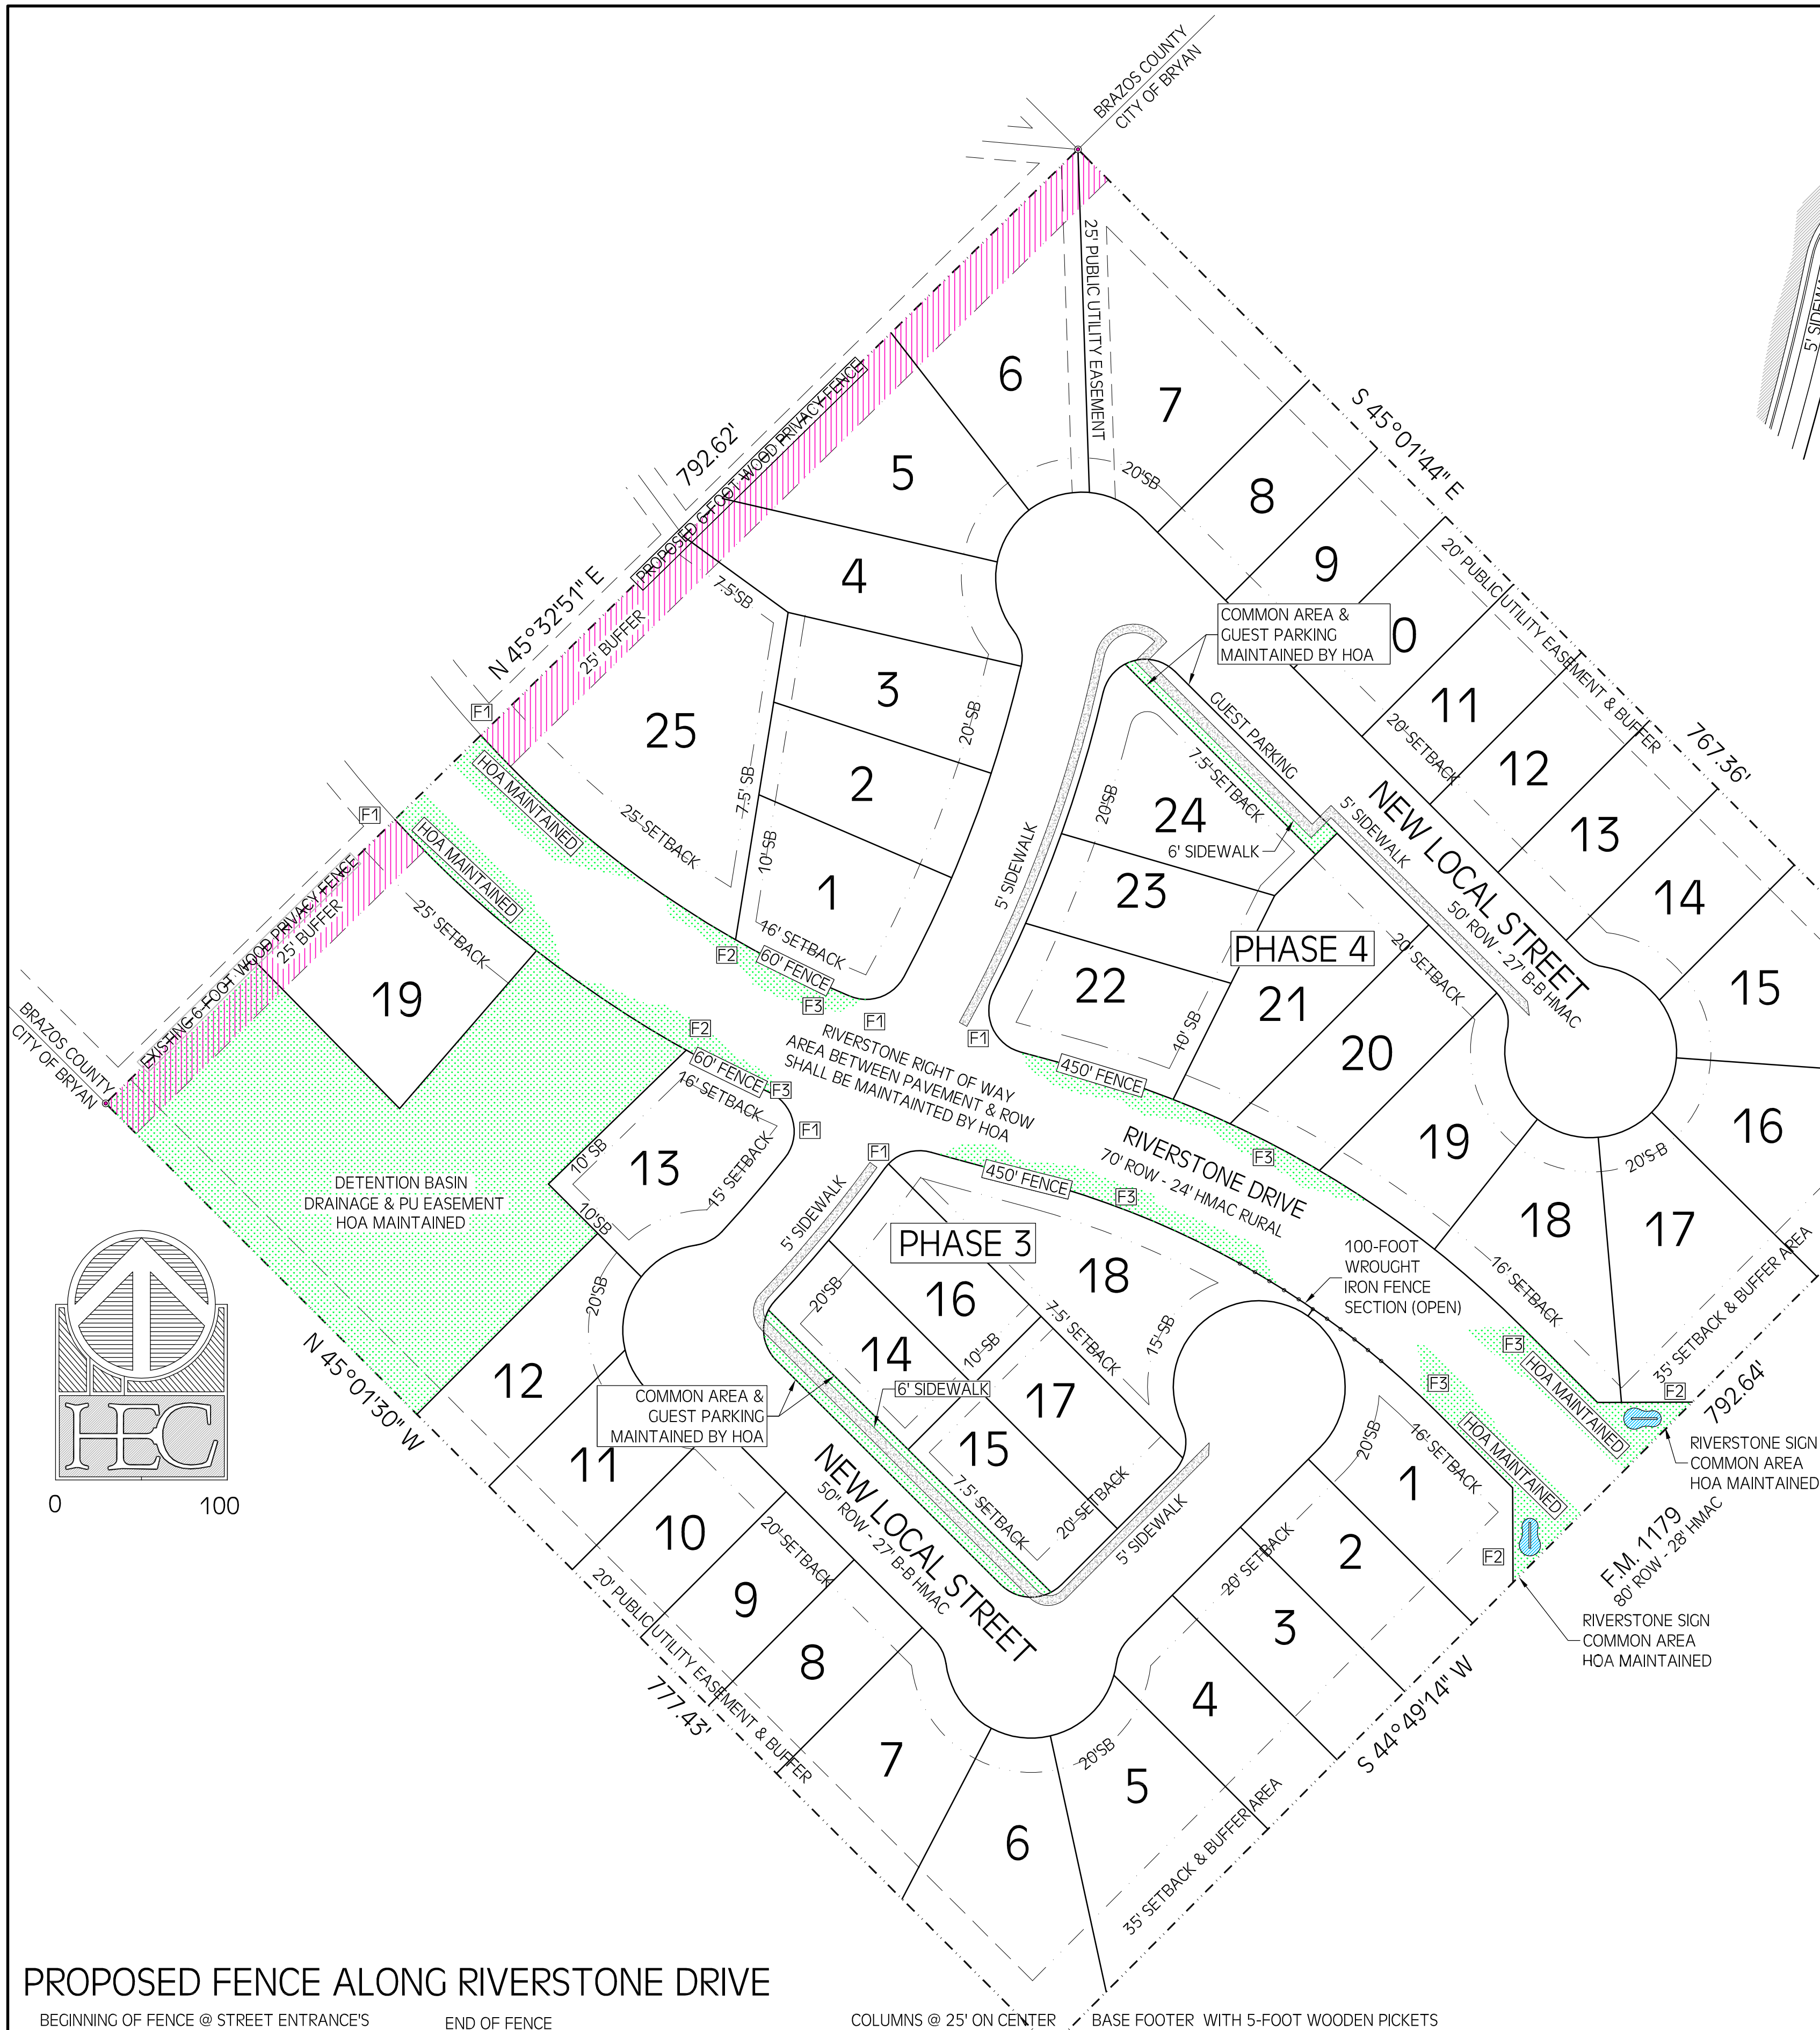 BRAZOS COUNTY
CITY OF BRYAN
5' SIDEW
25' PUBLIC UTILITY EASEMENT
6
7
S 45°01'44" E
792.62'
PROPOSED 6-FOOT WOOD PRIVACY FENCE
5
20'SB
8
9
20' PUBLIC UTILITY EASEMENT & BUFFER
4
7.5'SB
N 45°32'51" E
25' BUFFER
COMMON AREA &
GUEST PARKING
MAINTAINED BY HOA
0
3
11
GUEST PARKING
20' SB
20' SETBACK
767.36'
F1
25
HOA MAINTAINED
12
7.5' SETBACK
2
7.5' SB
NEW LOCAL STREET
50' ROW - 27' B-B HMAC
5' SIDEWALK
20'SB
24
13
F1
HOA MAINTAINED
25' SETBACK
6' SIDEWALK
10' SB
5' SIDEWALK
1
23
14
EXISTING 6-FOOT WOOD PRIVACY FENCE
25' BUFFER
25' SETBACK
16' SETBACK
PHASE 4
20' SETBACK
F2
60' FENCE
22
15
19
21
F3
F1
F2
10' SB
F1
BRAZOS COUNTY
CITY OF BRYAN
RIVERSTONE RIGHT OF WAY
AREA BETWEEN PAVEMENT & ROW
SHALL BE MAINTAINTED BY HOA
20
60' FENCE
450' FENCE
16' SETBACK
F3
F1
16
19
RIVERSTONE DRIVE
70' ROW - 24' HMAC RURAL
10' SB
13
F1
F3
20'S-B
15' SETBACK
450' FENCE
DETENTION BASIN
DRAINAGE & PU EASEMENT
HOA MAINTAINED
F3
10'SB
5' SIDEWALK
18
17
PHASE 3
100-FOOT
WROUGHT
IRON FENCE
SECTION (OPEN)
18
20'SB
20'SB
16
16' SETBACK
35' SETBACK & BUFFER AREA
7.5' SETBACK
15' SB
F3
14
10'-SB
HOA MAINTAINED
N 45°01'30" W
12
6' SIDEWALK
F3
F2
792.64'
COMMON AREA &
GUEST PARKING
MAINTAINED BY HOA
17
20'SB
16' SETBACK
HOA MAINTAINED
RIVERSTONE SIGN
COMMON AREA
HOA MAINTAINED
HEC
11
15
1
0
100
NEW LOCAL STREET
50" ROW - 27' B-B HMAC
7.5' SETBACK
20' SETBACK
5' SIDEWALK
10
20' SETBACK
20' SETBACK
2
F2
F.M. 1179
80' ROW - 28' HMAC
9
20' PUBLIC UTILITY EASEMENT & BUFFER
3
RIVERSTONE SIGN
COMMON AREA
HOA MAINTAINED
8
777.43'
4
S 44°49'14" W
7
20'SB
5
6
35' SETBACK & BUFFER AREA
PROPOSED FENCE ALONG RIVERSTONE DRIVE
BEGINNING OF FENCE @ STREET ENTRANCE'S
END OF FENCE
COLUMNS @ 25' ON CENTER
BASE FOOTER WITH 5-FOOT WOODEN PICKETS